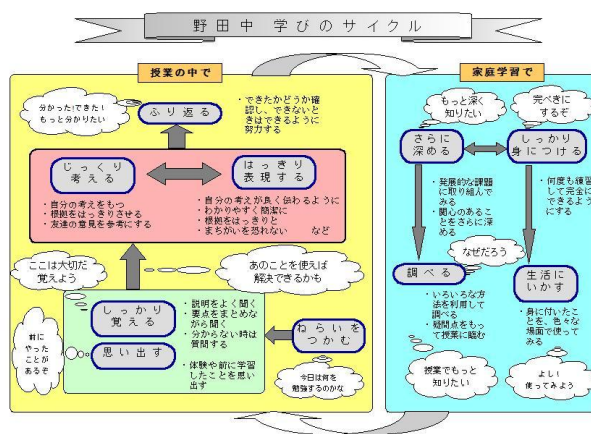 野田中 学びのサイクル
授業の中で
分かった!できた!
もっと分かりたい
ふり返る
・できたかどうか確
認し、できないと
きはできるように
努力する
じっくり
考える
はっきり
表現する
・自分の考えをもつ
・根拠をはっきりさせる
・友達の意見を参考にする
・自分の考えが良く伝わるように
・わかりやすく簡潔に
・根拠をはっきりと
・まちがいを恐れない など
ここは大切だ
覚えよう
あのことを使えば
解決できるかも
しっかり
覚える
思い出す
・説明をよく聞く
・要点をまとめな
がら聞く
・分からない時は
質問する
・体験や前に学習
したことを思い
出す
前に
やった
ことが
あるぞ
ねらいを
つかむ
今日は何を
勉強するのかな
家庭学習で
もっと深く
知りたい
完ぺきに
するぞ
さらに
深める
しっかり
身につける
・発展的な課題
に取り組んで
みる
・関心のあるこ
とをさらに深
める
・何度も練習
して完全に
できるよう
にする
なぜだろう
調べる
生活に
いかす
・いろいろな方
法を利用して
調べる
・疑問点をもっ
て授業に臨む
・身に付いたこ
とを、色々な
場面で使って
みる
授業でもっと
知りたい
よし!
使ってみよう